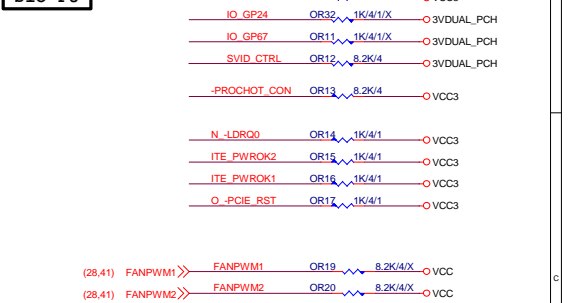 IO_GP24 OR32 1K/4/1/X 3VDUAL_PCH
IO_GP67 OR11 1K/4/1/X 3VDUAL_PCH
SVID_CTRL OR12 8.2K/4 3VDUAL_PCH
-PROCHOT_CON OR13 8.2K/4 VCC3
N_-LDRQ0 OR14 1K/4/1 VCC3
ITE_PWROK2 OR15 1K/4/1 VCC3
ITE_PWROK1 OR16 1K/4/1 VCC3
O_-PCIE_RST OR17 1K/4/1 VCC3
(28,41) FANPWM1 FANPWM1 OR19 8.2K/4/X VCC
C
(28,41) FANPWM2 FANPWM2 OR20 8.2K/4/X VCC